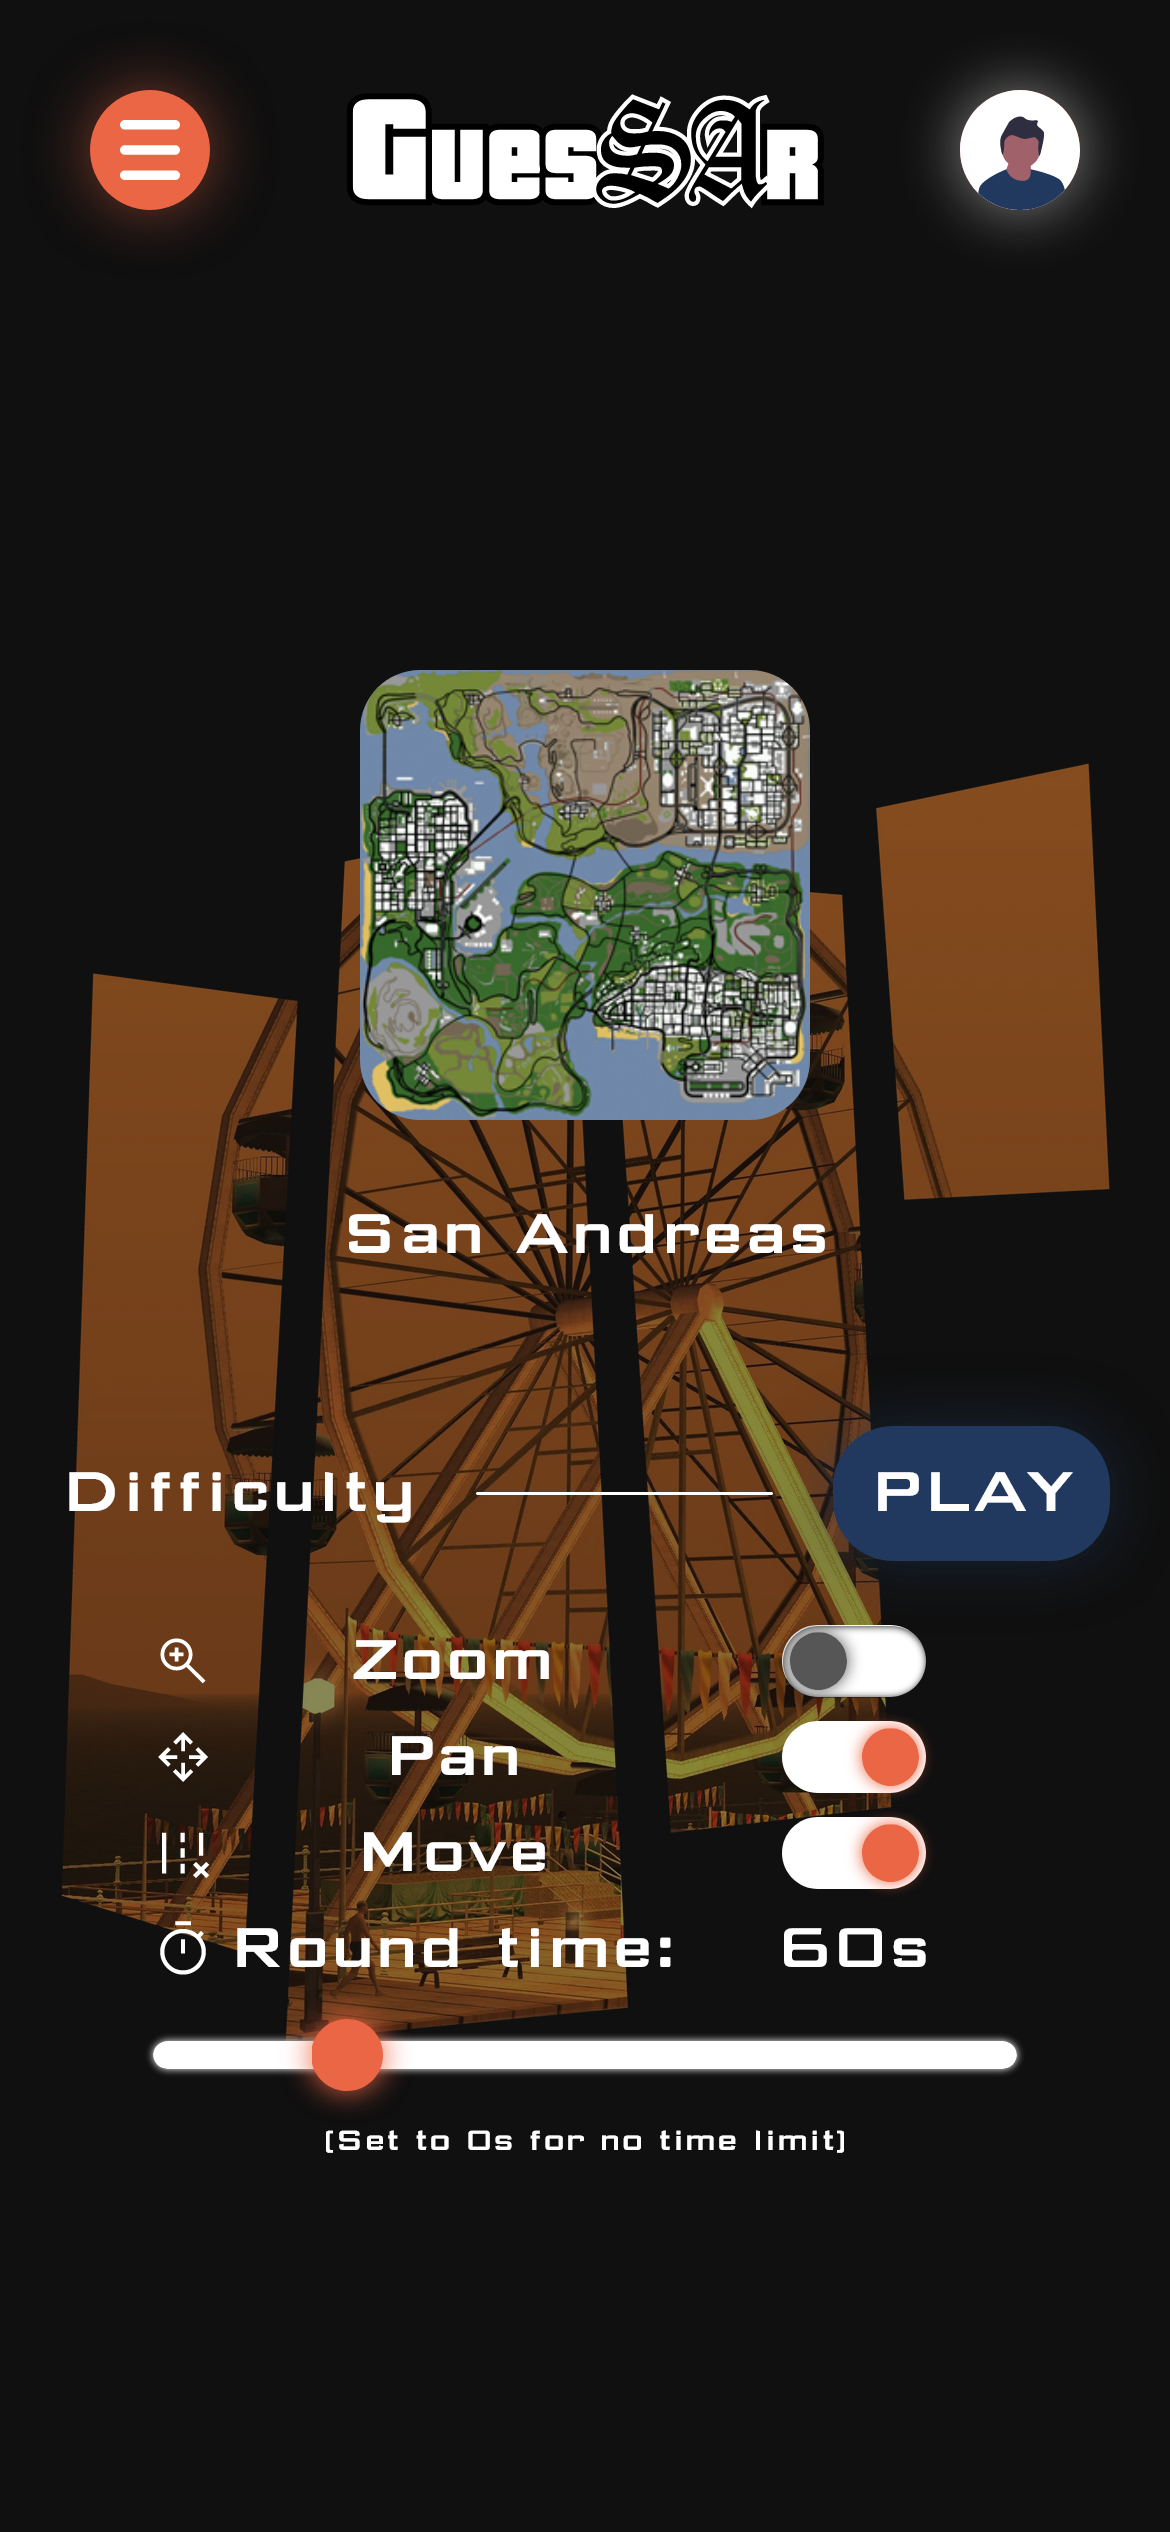 GuesSAr
San Andreas
Difficulty PLAY
Zoom
Pan
Move
Round time: 60s
(Set to 0s for no time limit)